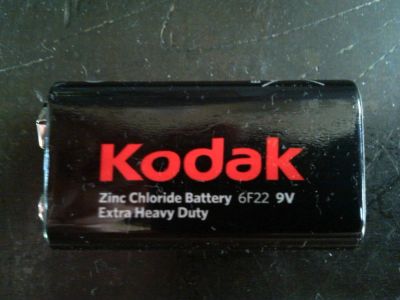 Kodak
Zinc Chloride Battery 6F22 9V
Extra Heavy Duty